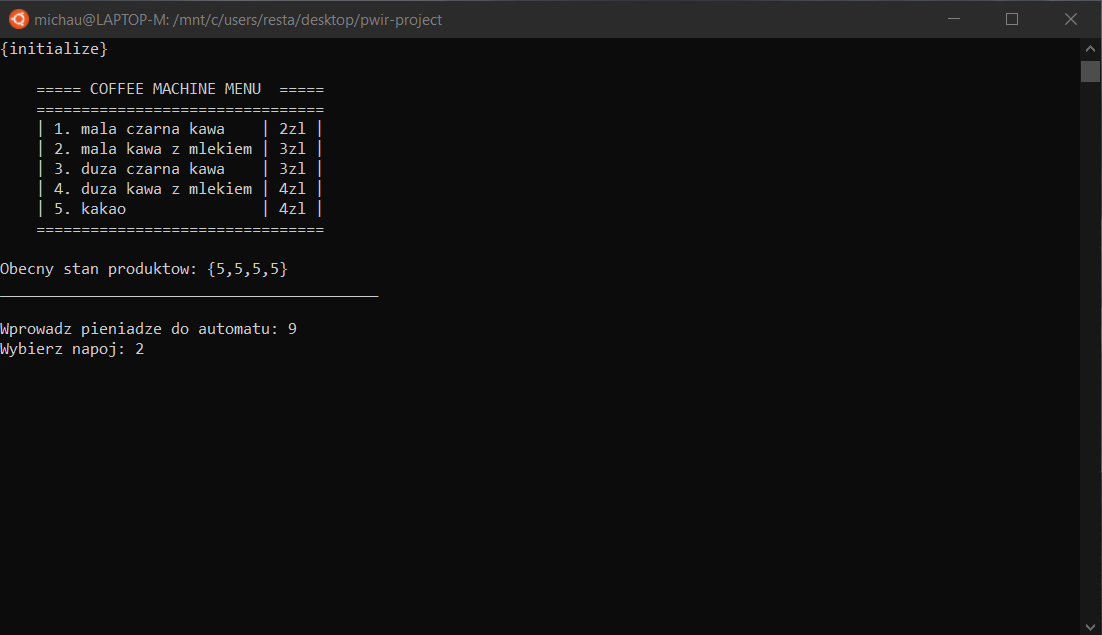 michau@LAPTOP-M: /mnt/c/users/resta/desktop/pwir-project
{initialize}
===== COFFEE MACHINE MENU  =====
================================
| 1. mala czarna kawa    | 2zl |
| 2. mala kawa z mlekiem | 3zl |
| 3. duza czarna kawa    | 3zl |
| 4. duza kawa z mlekiem | 4zl |
| 5. kakao               | 4zl |
================================
Obecny stan produktow: {5,5,5,5}
__________________________________________
Wprowadz pieniadze do automatu: 9
Wybierz napoj: 2